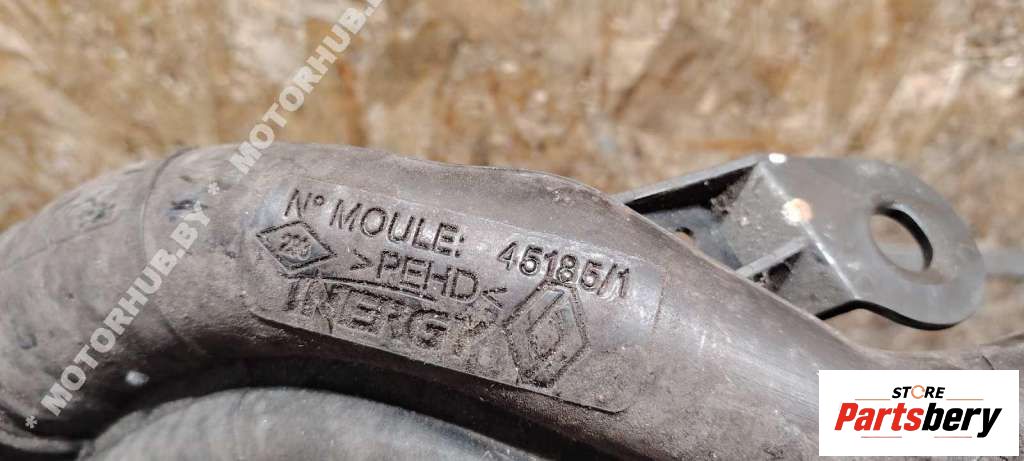 N° MOULE: 45185/1
>PEHD<
INERGY
* MOTORHUB.BY * MOTORHUB.BY
STORE
Partsbery